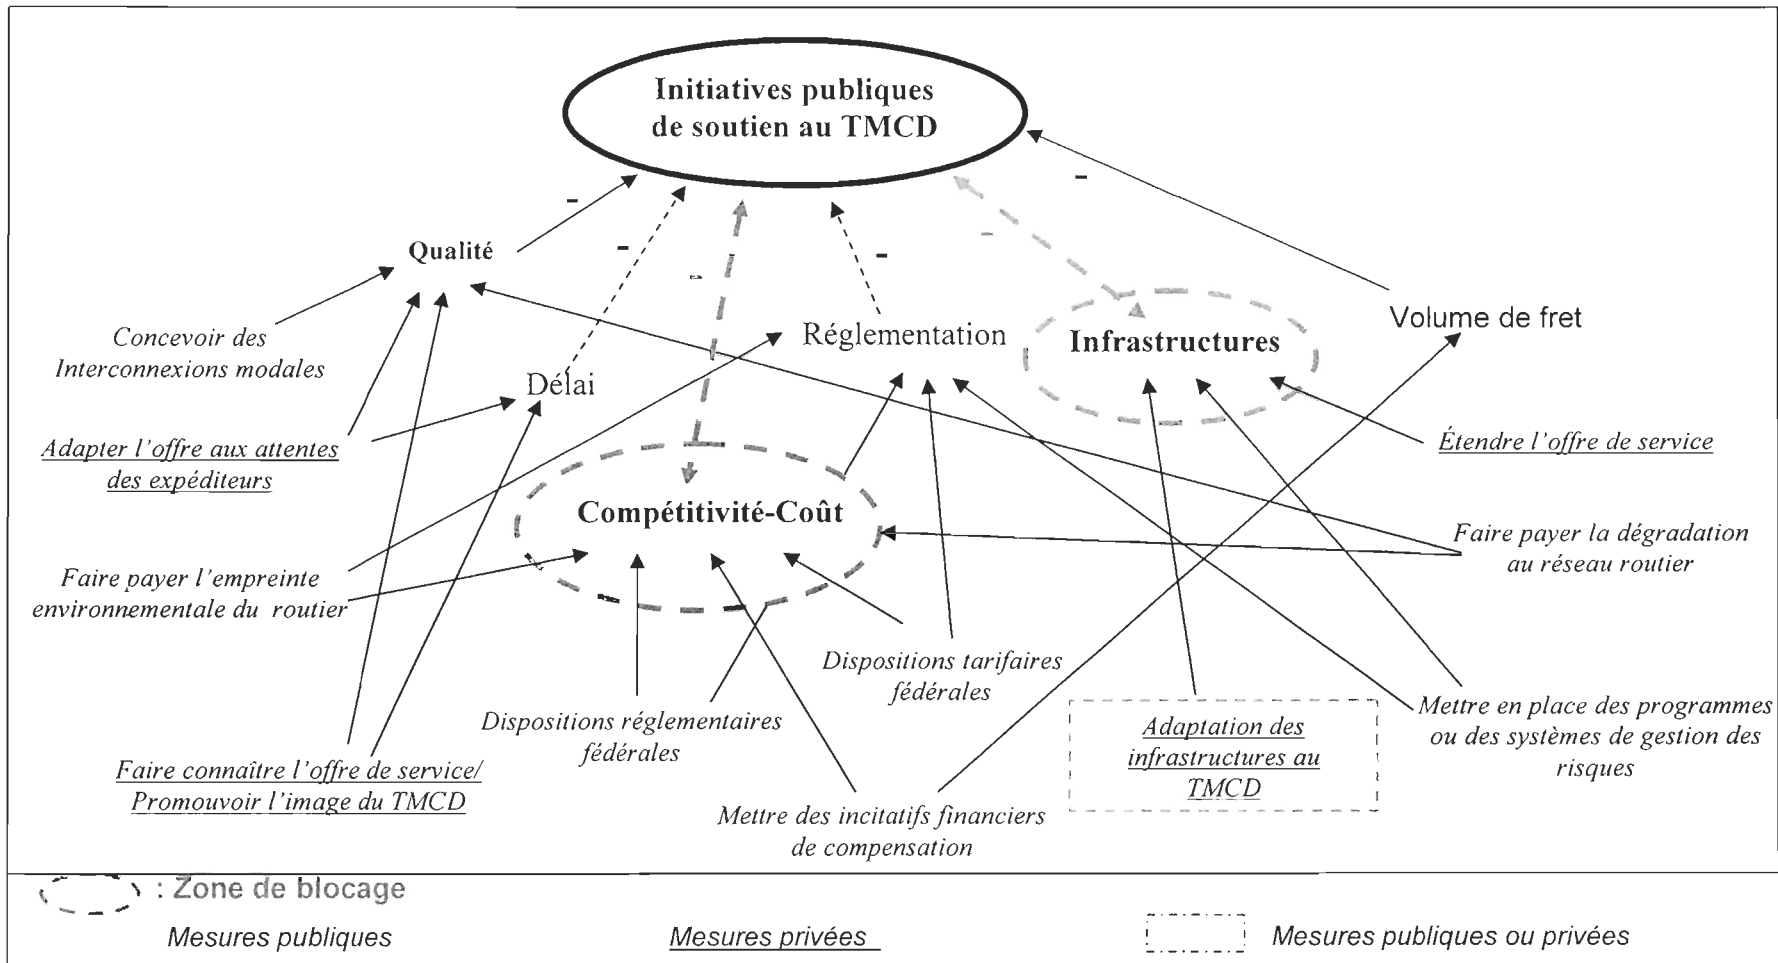 Initiatives publiques
de soutien au TMCD
-
-
-
-
-
-
Qualité
Concevoir des
Interconnexions modales
Délai
Réglementation
Infrastructures
Volume de fret
Adapter l'offre aux attentes
des expéditeurs
Étendre l'offre de service
Compétitivité-Coût
Faire payer l'empreinte
environnementale du routier
Faire payer la dégradation
au réseau routier
Dispositions tarifaires
fédérales
Dispositions réglementaires
fédérales
Adaptation des
infrastructures au
TMCD
Mettre en place des programmes
ou des systèmes de gestion des
risques
Faire connaître l'offre de service/
Promouvoir l'image du TMCD
Mettre des incitatifs financiers
de compensation
: Zone de blocage
Mesures publiques
Mesures privées
Mesures publiques ou privées